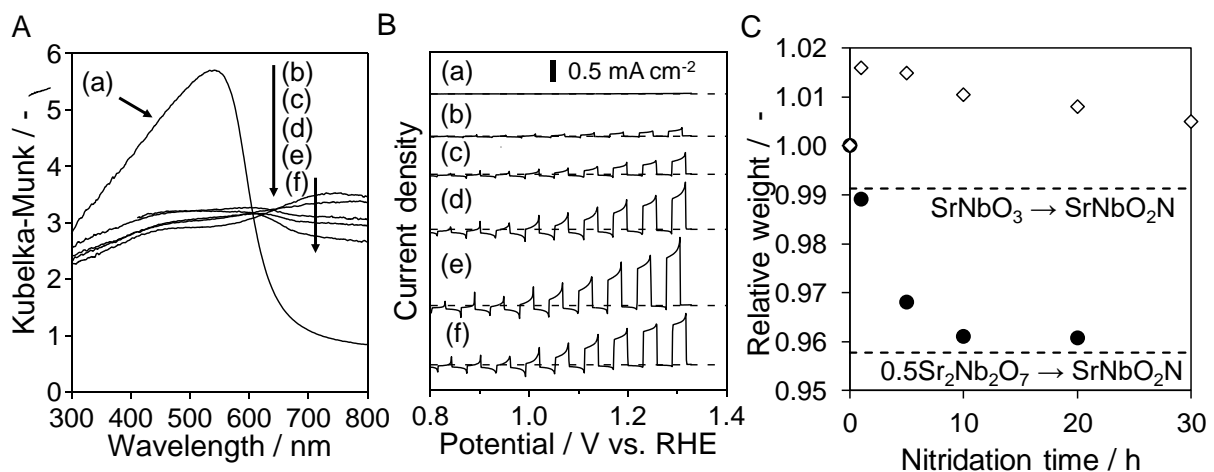 A
Kubelka-Munk / -
6
5
4
3
2
1
0
(a)
(b)
(c)
(d)
(e)
(f)
300 400 500 600 700 800
Wavelength / nm
B
Current density
(a)
0.5 mA cm⁻²
(b)
(c)
(d)
(e)
(f)
0.8 1.0 1.2 1.4
Potential / V vs. RHE
C
Relative weight / -
1.02
1.01
1.00
0.99
0.98
0.97
0.96
0.95
SrNbO₃ → SrNbO₂N
0.5Sr₂Nb₂O₇ → SrNbO₂N
0 10 20 30
Nitridation time / h